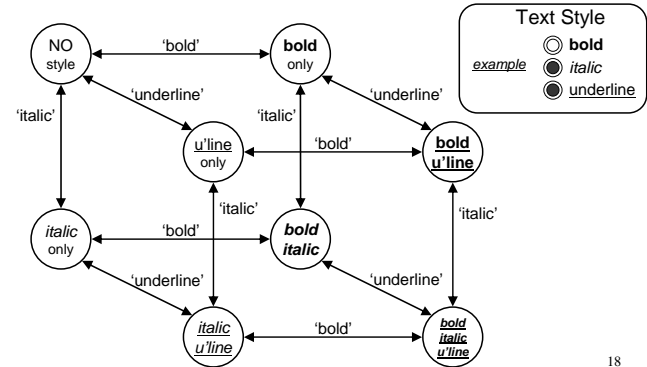 Text Style
bold
example
italic
underline
NO
style
'bold'
bold
only
'underline'
'underline'
'italic'
'italic'
u'line
only
'bold'
bold
u'line
'italic'
'italic'
italic
only
'bold'
bold
italic
'underline'
'underline'
italic
u'line
'bold'
bold
italic
u'line
18